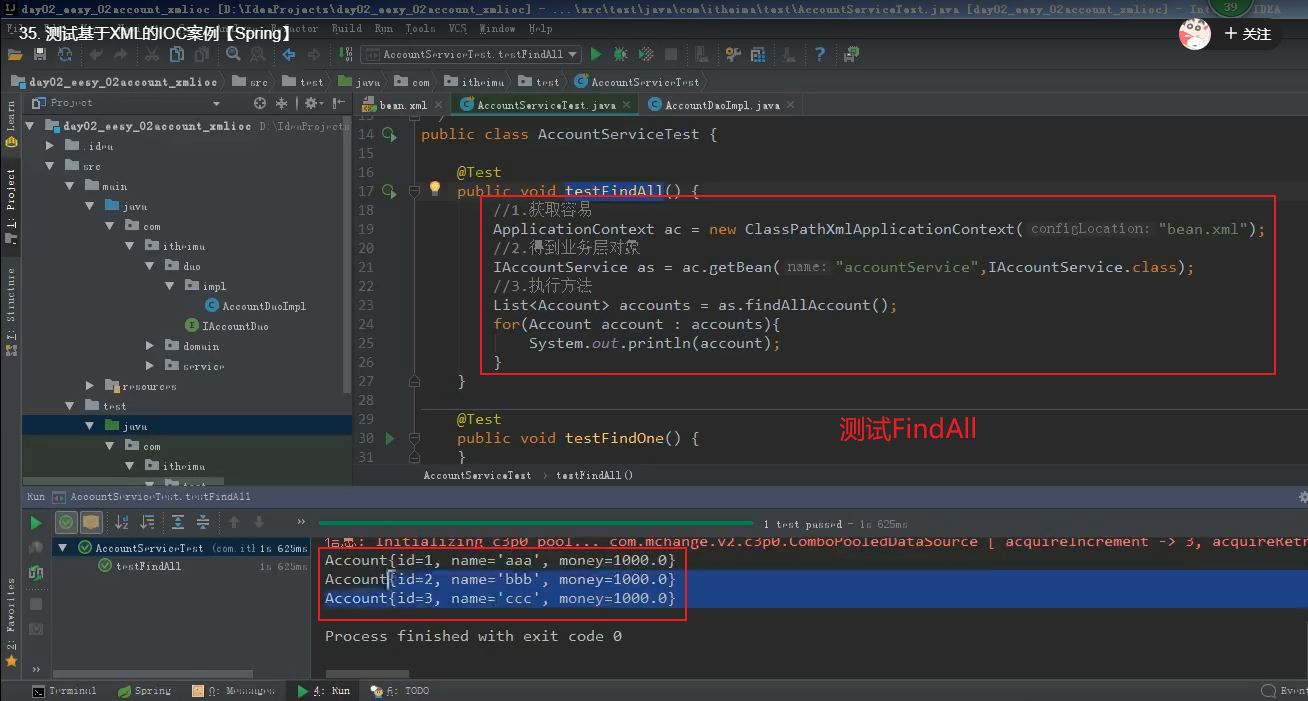 day02_eesy_02account_xmlioc [D:\IdeaProjects\day02_eesy_02account_xmlioc] - ...\src\test\java\com\itheima\test\AccountServiceTest.java [day02_eesy_02account_xmlioc] - IntelliJ IDEA
39
35. 测试基于XML的IOC案例【Spring】
Build Run Tools VCS Window Help
+ 关注
AccountServiceTest.testFindAll
day02_eesy_02account_xmlioc src test java com itheima test AccountServiceTest
Project
bean.xml AccountServiceTest.java AccountDaoImpl.java
Learn
1: Project
7: Structure
2: Favorites
day02_eesy_02account_xmlioc D:\IdeaProjects
.idea
src
main
java
com
itheima
dao
impl
AccountDaoImpl
IAccountDao
domain
service
resources
test
java
com
itheima
13 */
14 public class AccountServiceTest {
15
16 @Test
17 public void testFindAll() {
18 //1.获取容易
19 ApplicationContext ac = new ClassPathXmlApplicationContext( configLocation: "bean.xml");
20 //2.得到业务层对象
21 IAccountService as = ac.getBean( name: "accountService",IAccountService.class);
22 //3.执行方法
23 List<Account> accounts = as.findAllAccount();
24 for(Account account : accounts){
25 System.out.println(account);
26 }
27 }
28
29 @Test
30 public void testFindOne() {
31 }
测试FindAll
AccountServiceTest › testFindAll()
Run AccountServiceTest.testFindAll
» 1 test passed - 1s 625ms
AccountServiceTest (com.itl 1s 625ms
testFindAll 1s 625ms
信息: Initializing c3p0 pool... com.mchange.v2.c3p0.ComboPooledDataSource [ acquireIncrement -> 3, acquireRetr
Account{id=1, name='aaa', money=1000.0}
Account{id=2, name='bbb', money=1000.0}
Account{id=3, name='ccc', money=1000.0}
Process finished with exit code 0
»
Terminal Spring 0: Messages 4: Run 6: TODO Event